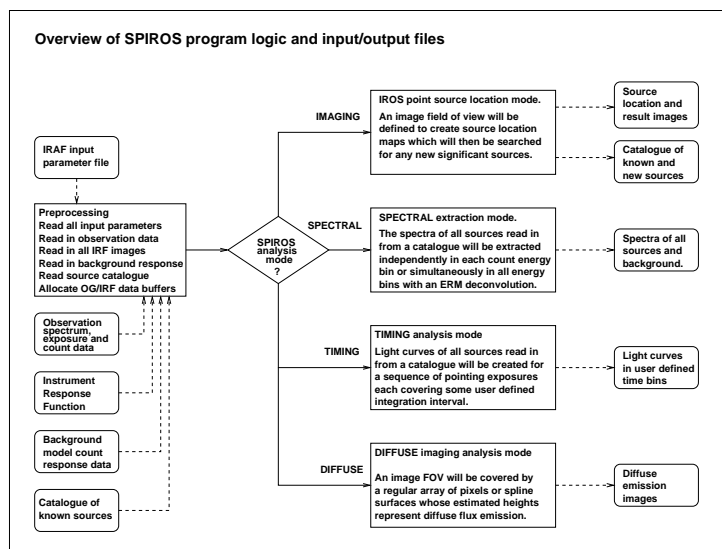 Overview of SPIROS program logic and input/output files
IRAF input
parameter file
Preprocessing
Read all input parameters
Read in observation data
Read in all IRF images
Read in background response
Read source catalogue
Allocate OG/IRF data buffers
Observation
spectrum,
exposure and
count data
Instrument
Response
Function
Background
model count
response data
Catalogue of
known sources
SPIROS
analysis
mode
?
IMAGING
IROS point source location mode.
An image field of view will be
defined to create source location
maps which will then be searched
for any new significant sources.
Source
location and
result images
Catalogue
of known and
new sources
SPECTRAL
SPECTRAL extraction mode.
The spectra of all sources read in
from a catalogue will be extracted
independently in each count energy
bin or simultaneously in all energy
bins with an ERM deconvolution.
Spectra of all
sources and
background.
TIMING
TIMING analysis mode
Light curves of all sources read in
from a catalogue will be created for
a sequence of pointing exposures
each covering some user defined
integration interval.
Light curves
in user defined
time bins
DIFFUSE
DIFFUSE imaging analysis mode
An image FOV will be covered by
a regular array of pixels or spline
surfaces whose estimated heights
represent diffuse flux emission.
Diffuse
emission
images